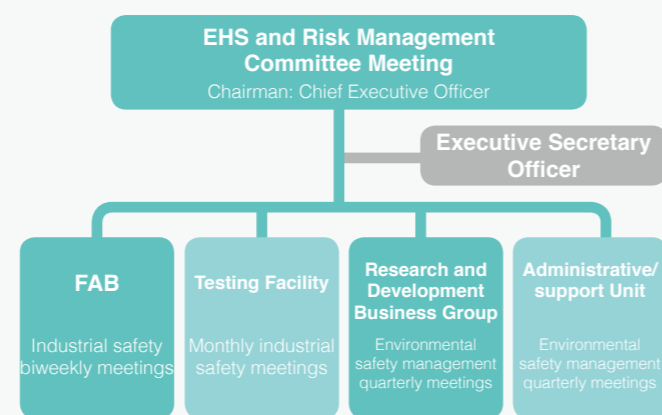 EHS and Risk Management
Committee Meeting
Chairman: Chief Executive Officer
Executive Secretary
Officer
FAB
Industrial safety
biweekly meetings
Testing Facility
Monthly industrial
safety meetings
Research and
Development
Business Group
Environmental
safety management
quarterly meetings
Administrative/
support Unit
Environmental
safety management
quarterly meetings